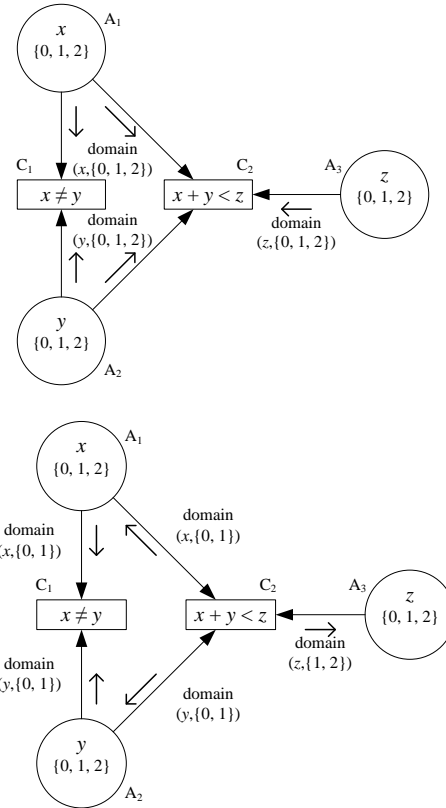 A1
x
{0, 1, 2}
domain
(x,{0, 1, 2})
C1
C2
A3
x ≠ y
x + y < z
z
{0, 1, 2}
domain
(y,{0, 1, 2})
domain
(z,{0, 1, 2})
y
{0, 1, 2}
A2
A1
x
{0, 1, 2}
domain
(x,{0, 1})
domain
(x,{0, 1})
C1
C2
A3
x ≠ y
x + y < z
z
{0, 1, 2}
domain
(z,{1, 2})
domain
(y,{0, 1})
domain
(y,{0, 1})
y
{0, 1, 2}
A2